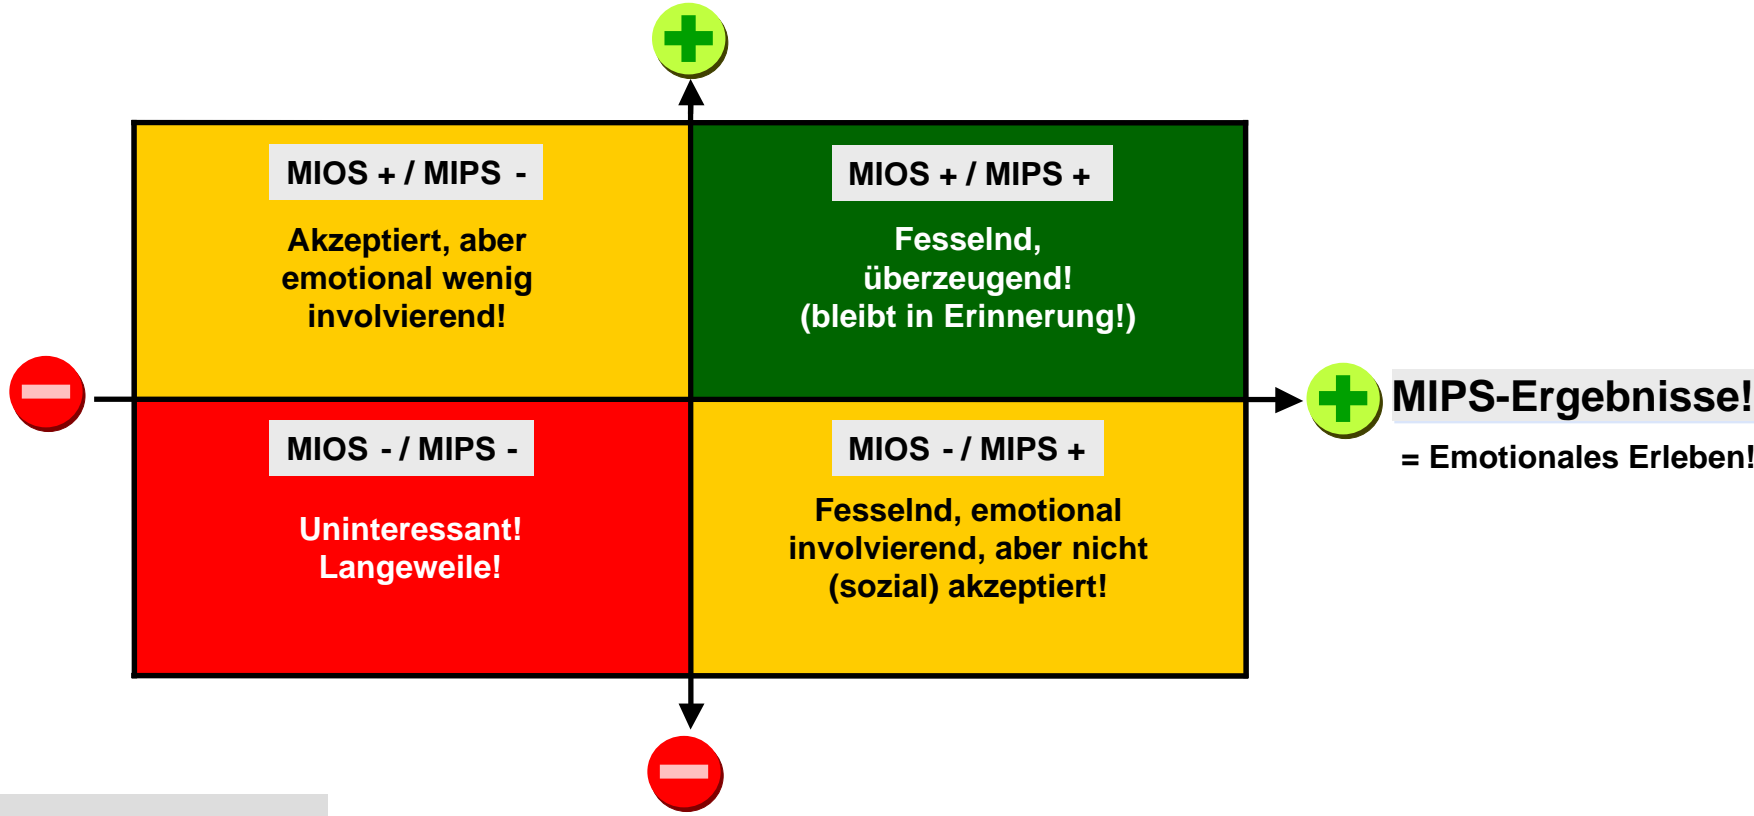 MIOS + / MIPS -
Akzeptiert, aber
emotional wenig
involvierend!
MIOS + / MIPS +
Fesselnd,
überzeugend!
(bleibt in Erinnerung!)
MIPS-Ergebnisse!
= Emotionales Erleben!
MIOS - / MIPS -
Uninteressant!
Langeweile!
MIOS - / MIPS +
Fesselnd, emotional
involvierend, aber nicht
(sozial) akzeptiert!